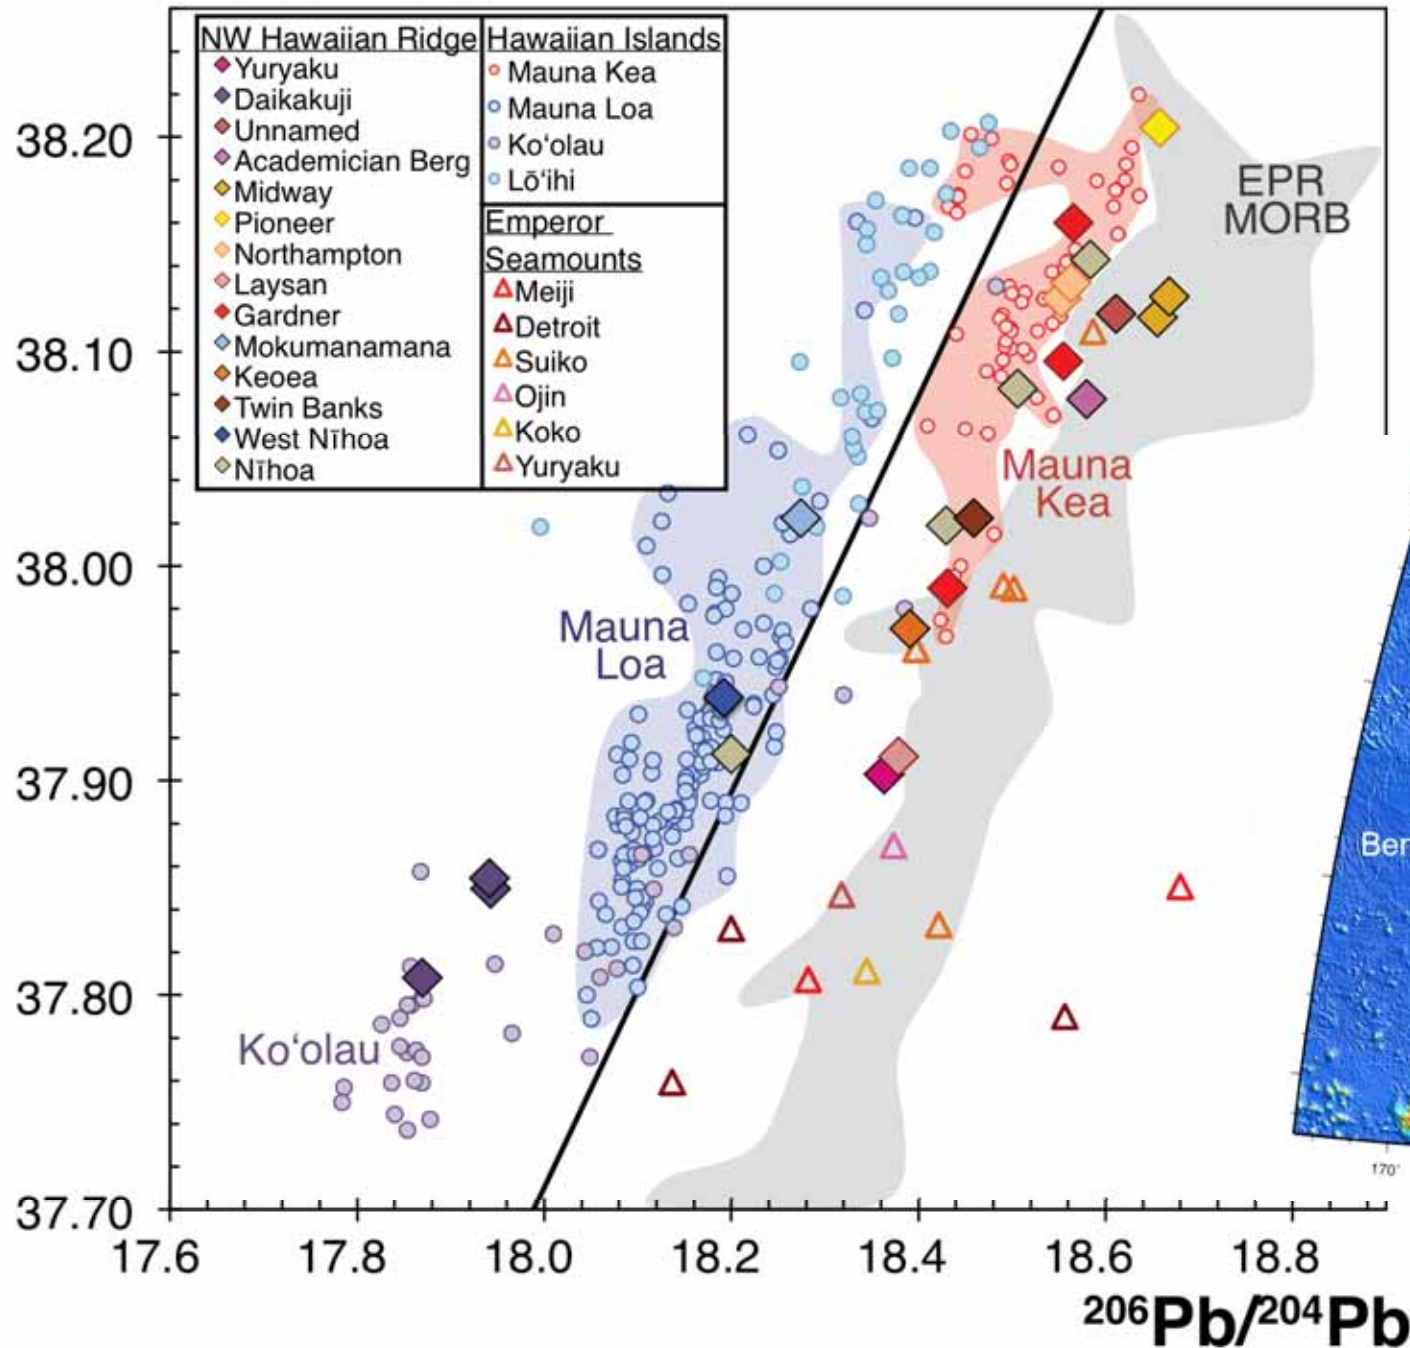 NW Hawaiian Ridge
Yuryaku
Daikakuji
Unnamed
Academician Berg
Midway
Pioneer
Northampton
Laysan
Gardner
Mokumanamana
Keoea
Twin Banks
West Nīhoa
Nīhoa
Hawaiian Islands
Mauna Kea
Mauna Loa
Koʻolau
Lōʻihi
Emperor
Seamounts
Meiji
Detroit
Suiko
Ojin
Koko
Yuryaku
EPR
MORB
Mauna
Kea
Mauna
Loa
Koʻolau
Ber
170°
38.20
38.10
38.00
37.90
37.80
37.70
17.6 17.8 18.0 18.2 18.4 18.6 18.8
²⁰⁶Pb/²⁰⁴Pb